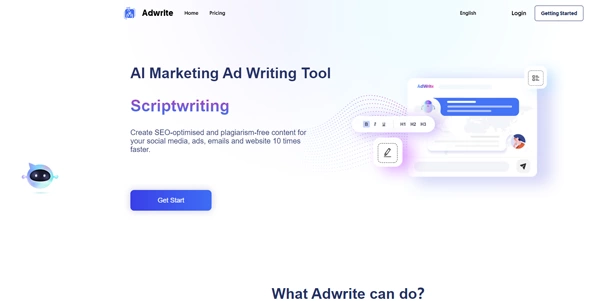 Adwrite
Home
Pricing
English
Login
Getting Started
AI Marketing Ad Writing Tool
Scriptwriting
Create SEO-optimised and plagiarism-free content for
your social media, ads, emails and website 10 times
faster.
Get Start
AdWrite
B I U H1 H2 H3
What Adwrite can do?